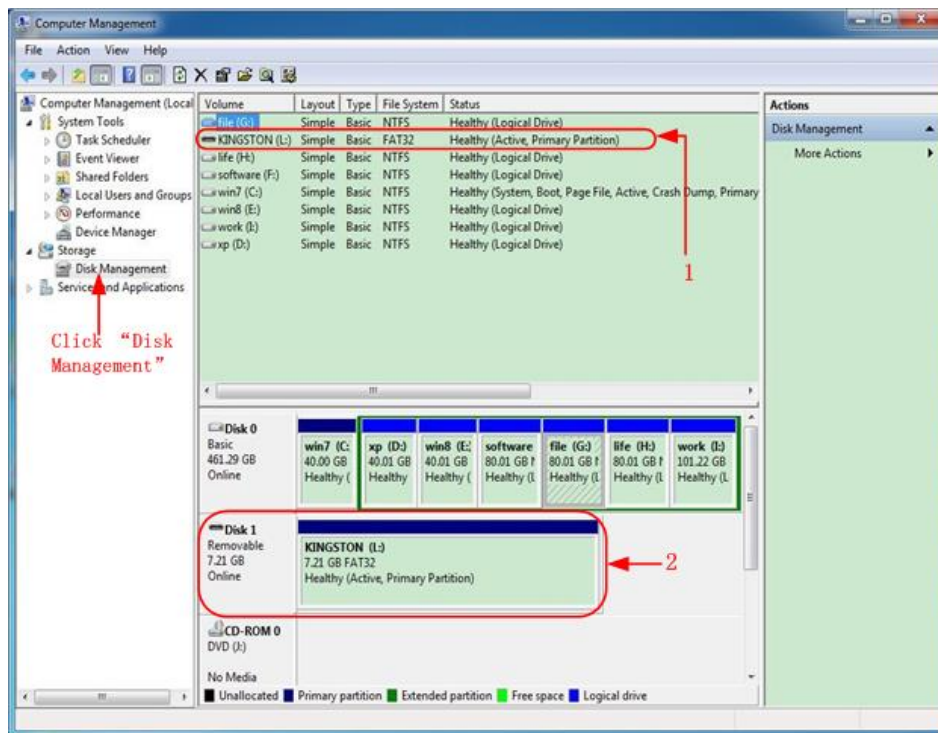 Computer Management
File Action View Help
Computer Management (Local
System Tools
Task Scheduler
Event Viewer
Shared Folders
Local Users and Groups
Performance
Device Manager
Storage
Disk Management
Services and Applications
Click “Disk
Management”
Volume Layout Type File System Status
file (G:) Simple Basic NTFS Healthy (Logical Drive)
KINGSTON (L:) Simple Basic FAT32 Healthy (Active, Primary Partition)
life (H:) Simple Basic NTFS Healthy (Logical Drive)
software (F:) Simple Basic NTFS Healthy (Logical Drive)
win7 (C:) Simple Basic NTFS Healthy (System, Boot, Page File, Active, Crash Dump, Primary
win8 (E:) Simple Basic NTFS Healthy (Logical Drive)
work (I:) Simple Basic NTFS Healthy (Logical Drive)
xp (D:) Simple Basic NTFS Healthy (Logical Drive)
1
Actions
Disk Management
More Actions
Disk 0
Basic
461.29 GB
Online
win7 (C:
40.00 GB
Healthy (
xp (D:)
40.01 GB
Healthy
win8 (E:
40.01 GB
Healthy (
software
80.01 GB N
Healthy (L
file (G:)
80.01 GB N
Healthy (L
life (H:)
80.01 GB N
Healthy (L
work (I:)
101.22 GB
Healthy (L
Disk 1
Removable
7.21 GB
Online
KINGSTON (L:)
7.21 GB FAT32
Healthy (Active, Primary Partition)
2
CD-ROM 0
DVD (J:)
No Media
Unallocated Primary partition Extended partition Free space Logical drive